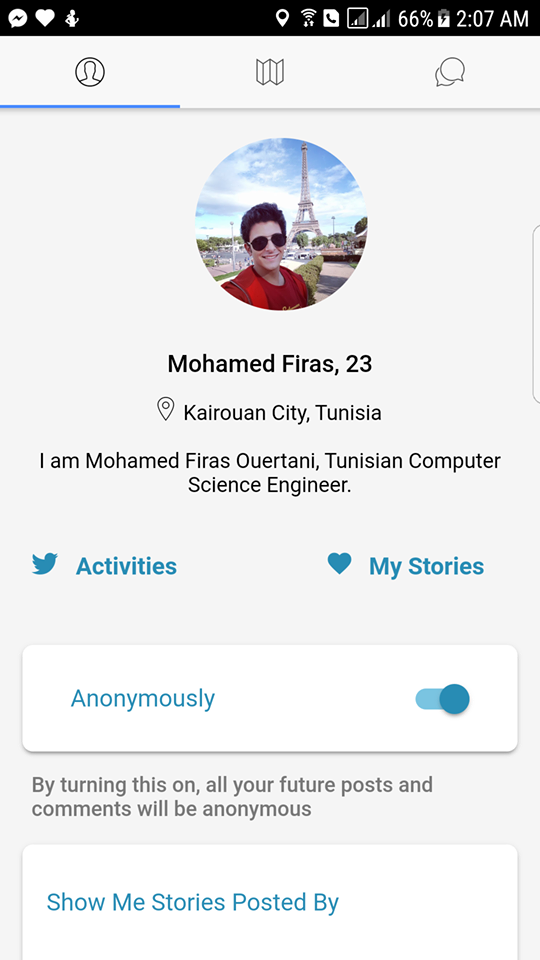 66% 2:07 AM
Mohamed Firas, 23
Kairouan City, Tunisia
I am Mohamed Firas Ouertani, Tunisian Computer
Science Engineer.
Activities
My Stories
Anonymously
By turning this on, all your future posts and
comments will be anonymous
Show Me Stories Posted By